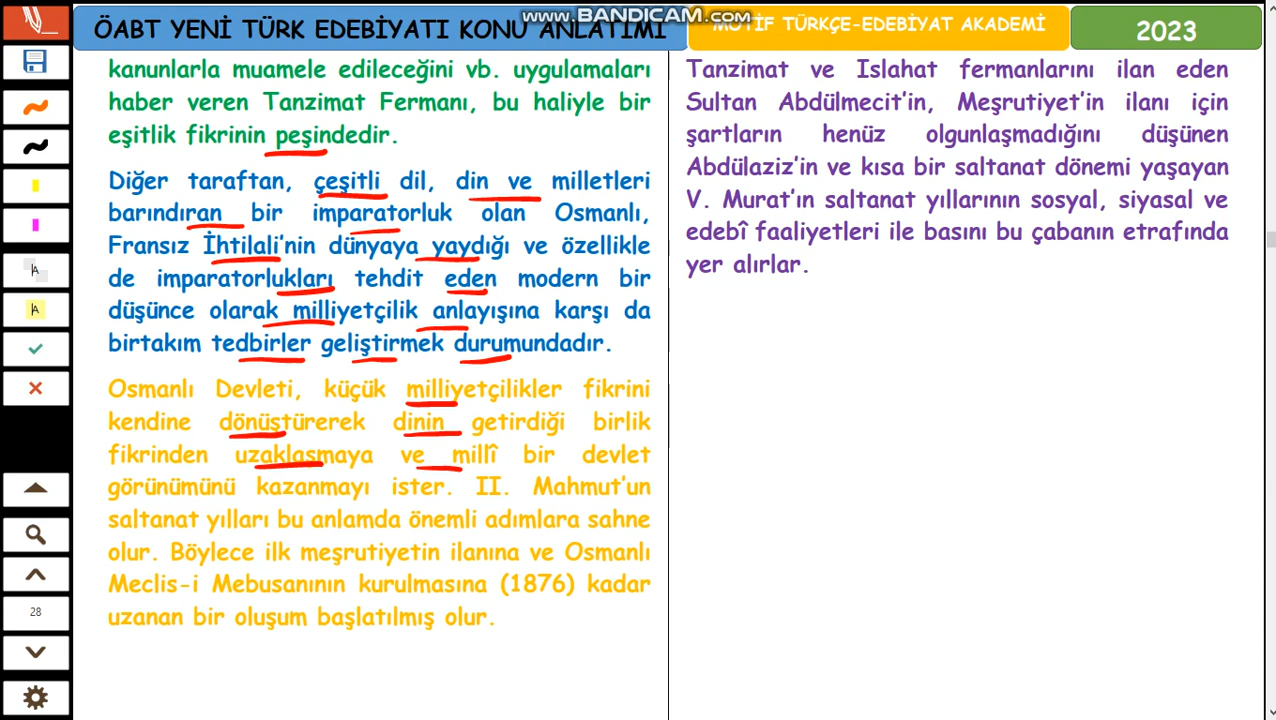 www.BANDICAM.com
ÖABT YENİ TÜRK EDEBİYATI KONU ANLATIMI
MOTİF TÜRKÇE-EDEBİYAT AKADEMİ
2023
kanunlarla muamele edileceğini vb. uygulamaları
haber veren Tanzimat Fermanı, bu haliyle bir
eşitlik fikrinin peşindedir.
Diğer taraftan, çeşitli dil, din ve milletleri
barındıran bir imparatorluk olan Osmanlı,
Fransız İhtilali'nin dünyaya yaydığı ve özellikle
de imparatorlukları tehdit eden modern bir
düşünce olarak milliyetçilik anlayışına karşı da
birtakım tedbirler geliştirmek durumundadır.
Osmanlı Devleti, küçük milliyetçilikler fikrini
kendine dönüştürerek dinin getirdiği birlik
fikrinden uzaklaşmaya ve millî bir devlet
görünümünü kazanmayı ister. II. Mahmut'un
saltanat yılları bu anlamda önemli adımlara sahne
olur. Böylece ilk meşrutiyetin ilanına ve Osmanlı
Meclis-i Mebusanının kurulmasına (1876) kadar
uzanan bir oluşum başlatılmış olur.
Tanzimat ve Islahat fermanlarını ilan eden
Sultan Abdülmecit'in, Meşrutiyet'in ilanı için
şartların henüz olgunlaşmadığını düşünen
Abdülaziz'in ve kısa bir saltanat dönemi yaşayan
V. Murat'ın saltanat yıllarının sosyal, siyasal ve
edebî faaliyetleri ile basını bu çabanın etrafında
yer alırlar.
A
A
28